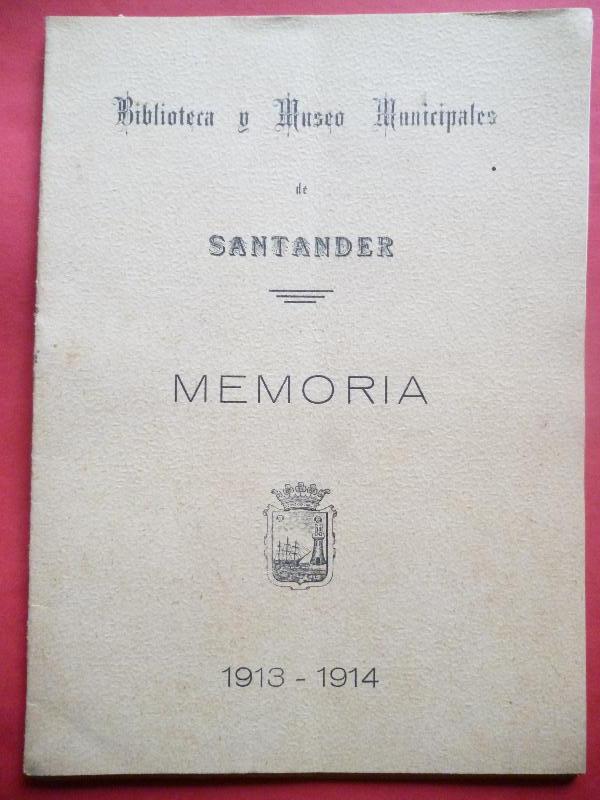 Biblioteca y Museo Municipales
de
SANTANDER
MEMORIA
1913 - 1914